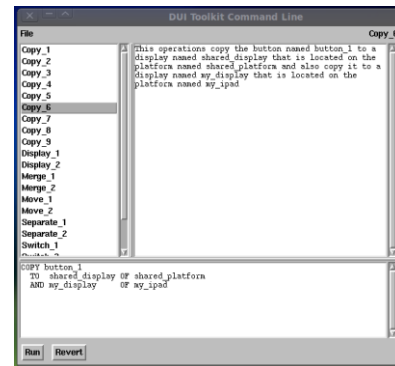 DUI Toolkit Command Line
File
Copy_1
Copy_2
Copy_3
Copy_4
Copy_5
Copy_6
Copy_7
Copy_8
Copy_9
Display_1
Display_2
Merge_1
Merge_2
Move_1
Move_2
Separate_1
Separate_2
Switch_1
This operations copy the button named button_1 to a
display named shared_display that is located on the
platform named shared_platform and also copy it to a
display named my_display that is located on the
platform named my_ipad
COPY button_1
TO shared_display OF shared_platform
AND my_display OF my_ipad
Run Revert